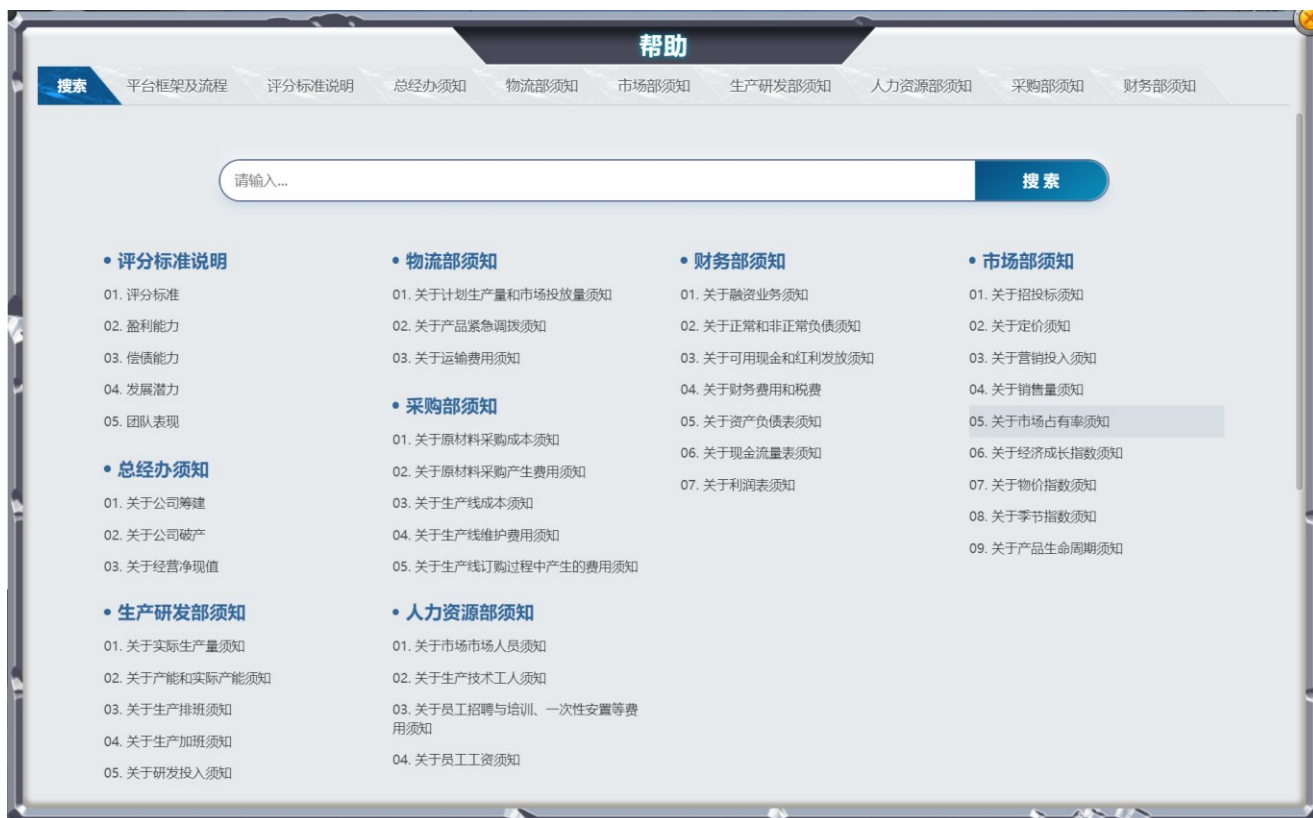 帮助
搜索
平台框架及流程
评分标准说明
总经办须知
物流部须知
市场部须知
生产研发部须知
人力资源部须知
采购部须知
财务部须知
请输入...
搜索
• 评分标准说明
01. 评分标准
02. 盈利能力
03. 偿债能力
04. 发展潜力
05. 团队表现
• 总经办须知
01. 关于公司筹建
02. 关于公司破产
03. 关于经营净现值
• 生产研发部须知
01. 关于实际生产量须知
02. 关于产能和实际产能须知
03. 关于生产排班须知
04. 关于生产加班须知
05. 关于研发投入须知
• 物流部须知
01. 关于计划生产量和市场投放量须知
02. 关于产品紧急调拨须知
03. 关于运输费用须知
• 采购部须知
01. 关于原材料采购成本须知
02. 关于原材料采购产生费用须知
03. 关于生产线成本须知
04. 关于生产线维护费用须知
05. 关于生产线订购过程中产生的费用须知
• 人力资源部须知
01. 关于市场市场人员须知
02. 关于生产技术工人须知
03. 关于员工招聘与培训、一次性安置等费
用须知
04. 关于员工工资须知
• 财务部须知
01. 关于融资业务须知
02. 关于正常和非正常负债须知
03. 关于可用现金和红利发放须知
04. 关于财务费用和税费
05. 关于资产负债表须知
06. 关于现金流量表须知
07. 关于利润表须知
• 市场部须知
01. 关于招投标须知
02. 关于定价须知
03. 关于营销投入须知
04. 关于销售量须知
05. 关于市场占有率须知
06. 关于经济成长指数须知
07. 关于物价指数须知
08. 关于季节指数须知
09. 关于产品生命周期须知